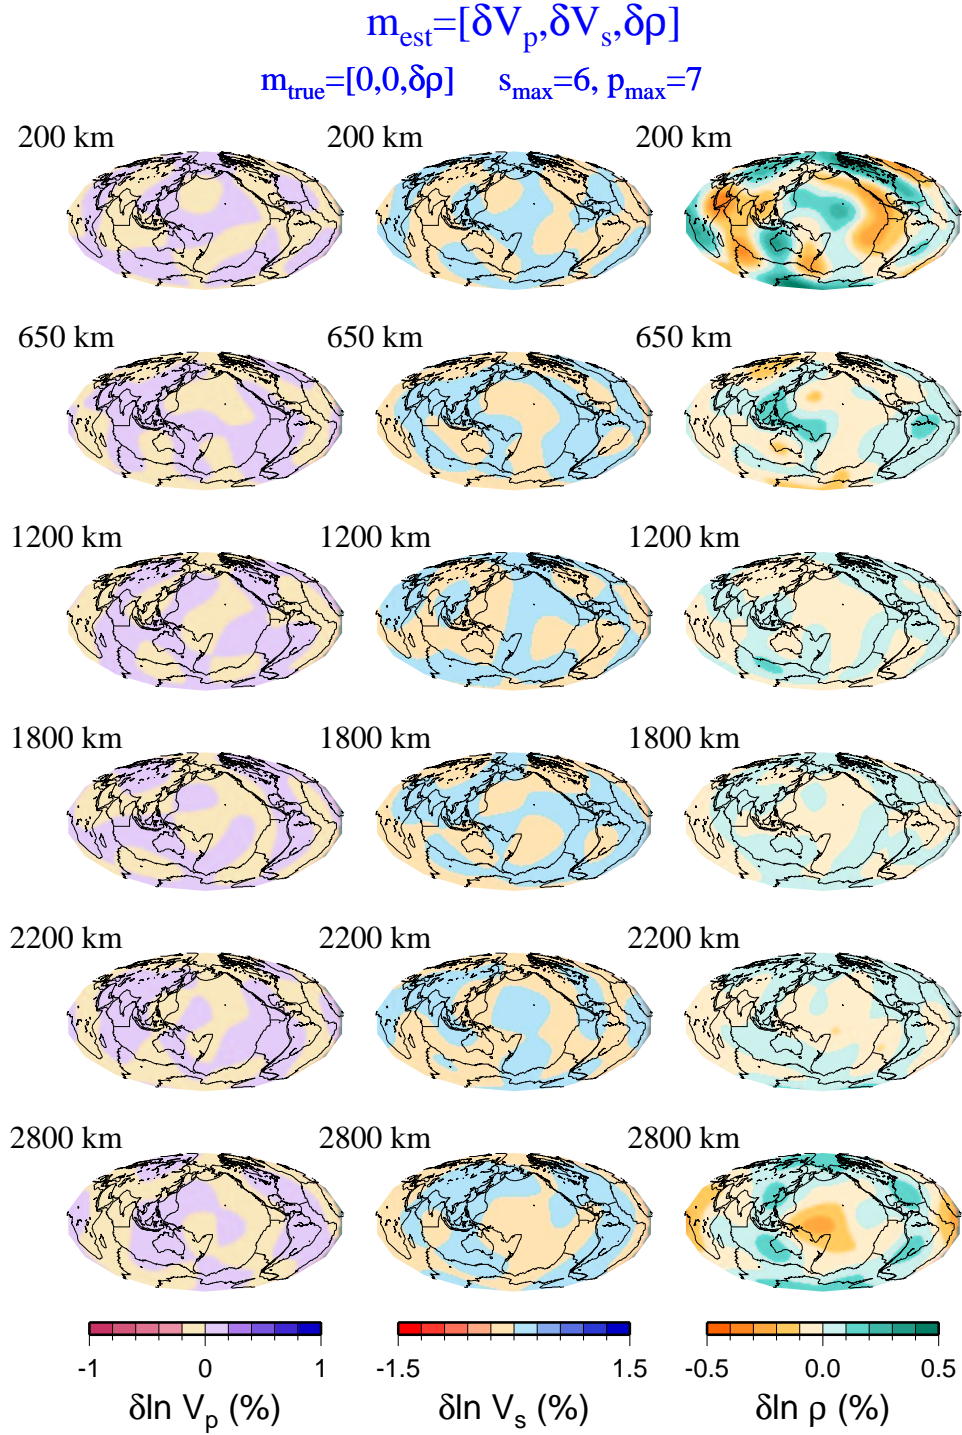 m_est=[δV_p,δV_s,δρ]
m_true=[0,0,δρ] s_max=6, p_max=7
200 km 200 km 200 km
650 km 650 km 650 km
1200 km 1200 km 1200 km
1800 km 1800 km 1800 km
2200 km 2200 km 2200 km
2800 km 2800 km 2800 km
-1 0 1 -1.5 1.5 -0.5 0.0 0.5
δln V_p (%) δln V_s (%) δln ρ (%)